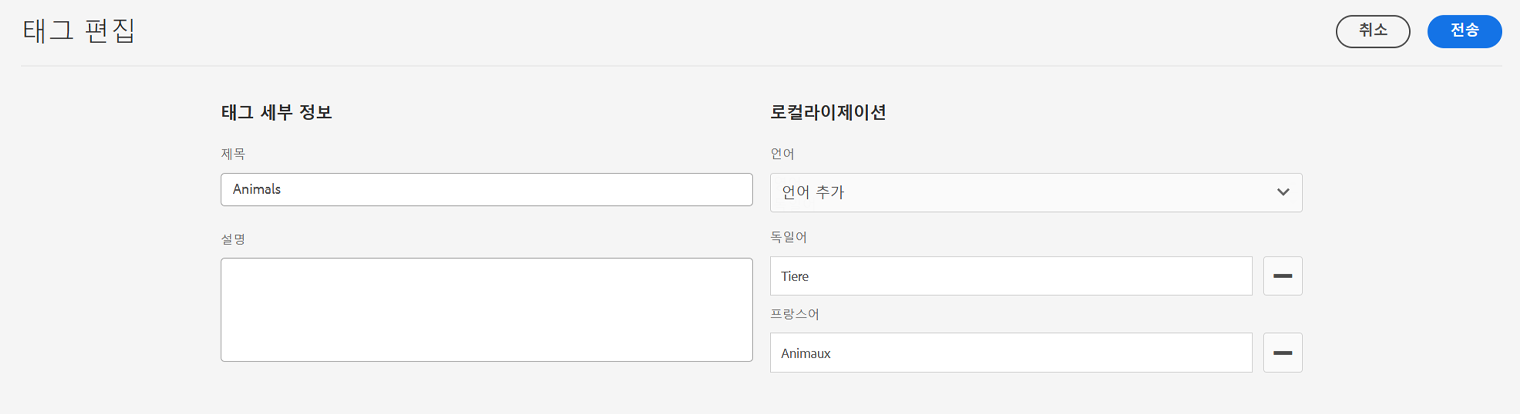 태그 편집
취소
전송
태그 세부 정보
제목
Animals
설명
로컬라이제이션
언어
언어 추가
독일어
Tiere
프랑스어
Animaux